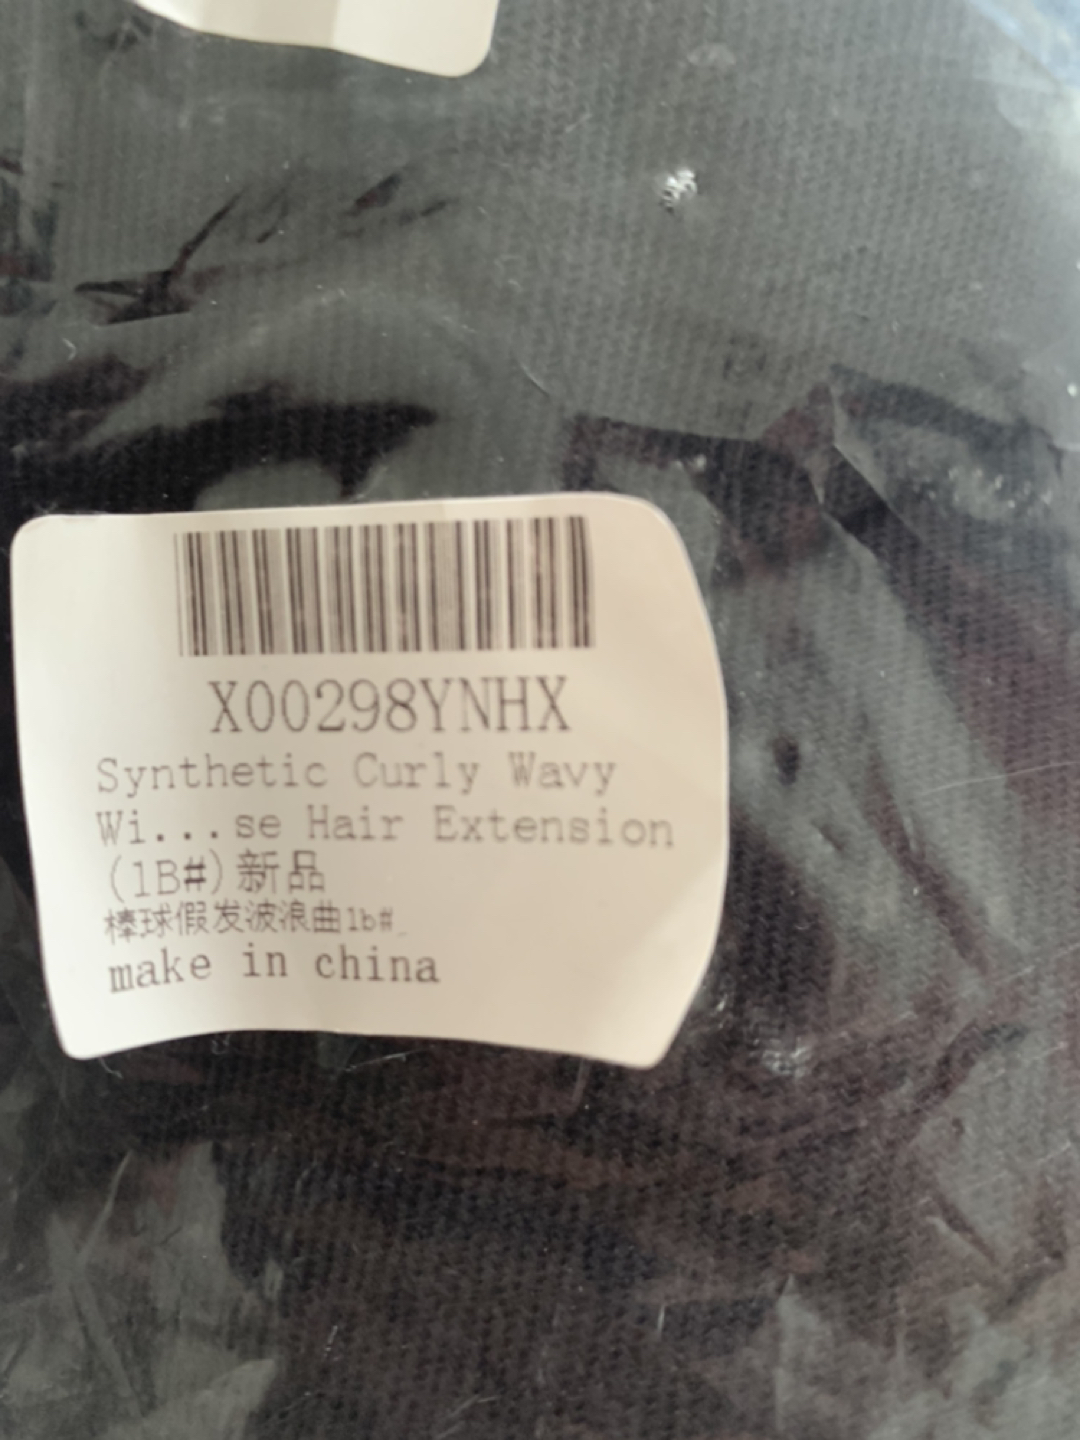 X00298YNHX
Synthetic Curly Wavy
Wi...se Hair Extension
(1B#)新品
棒球假发波浪曲1b#
make in china